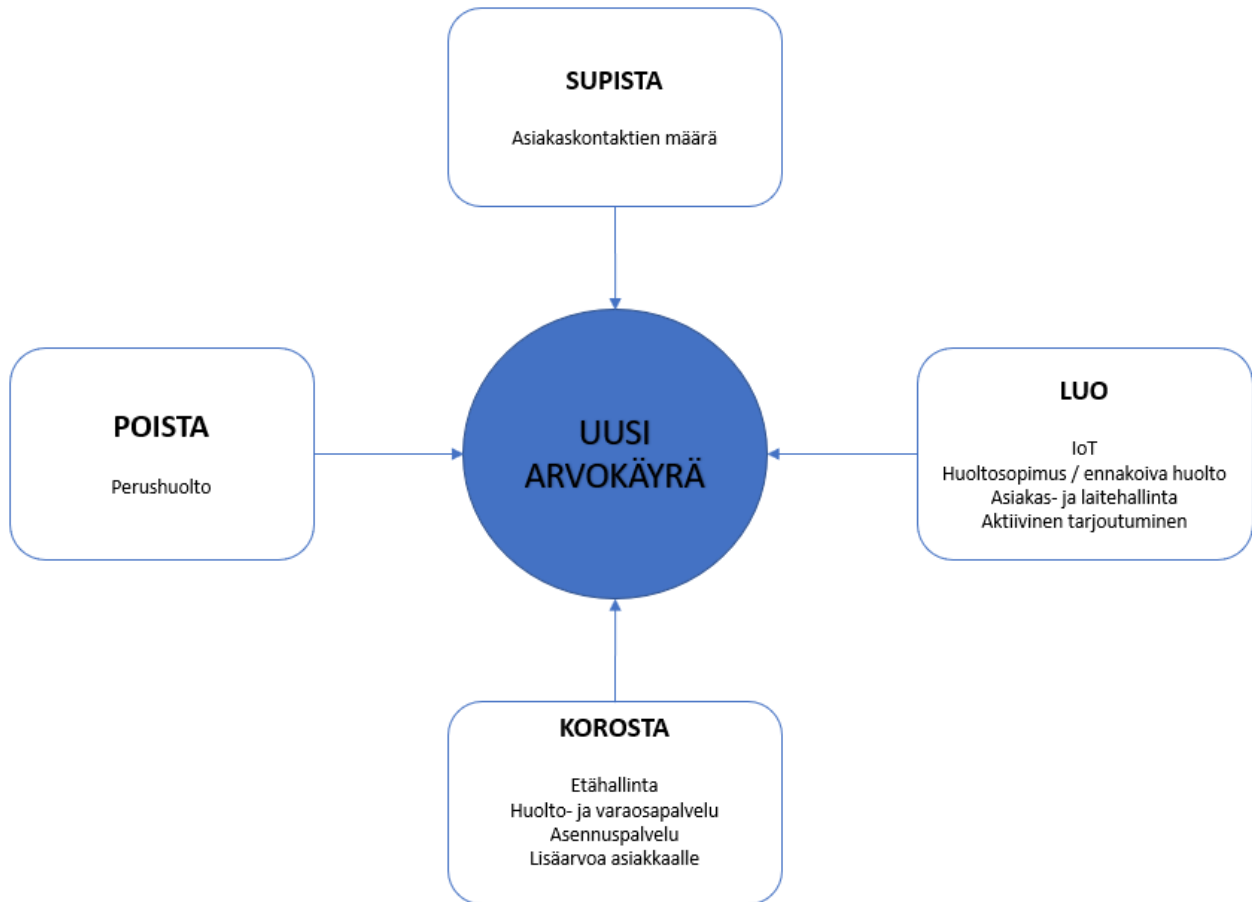 SUPISTA
Asiakaskontaktien määrä
POISTA
Perushuolto
UUSI
ARVOKÄYRÄ
LUO
IoT
Huoltosopimus / ennakoiva huolto
Asiakas- ja laitehallinta
Aktiivinen tarjoutuminen
KOROSTA
Etähallinta
Huolto- ja varaosapalvelu
Asennuspalvelu
Lisäarvoa asiakkaalle